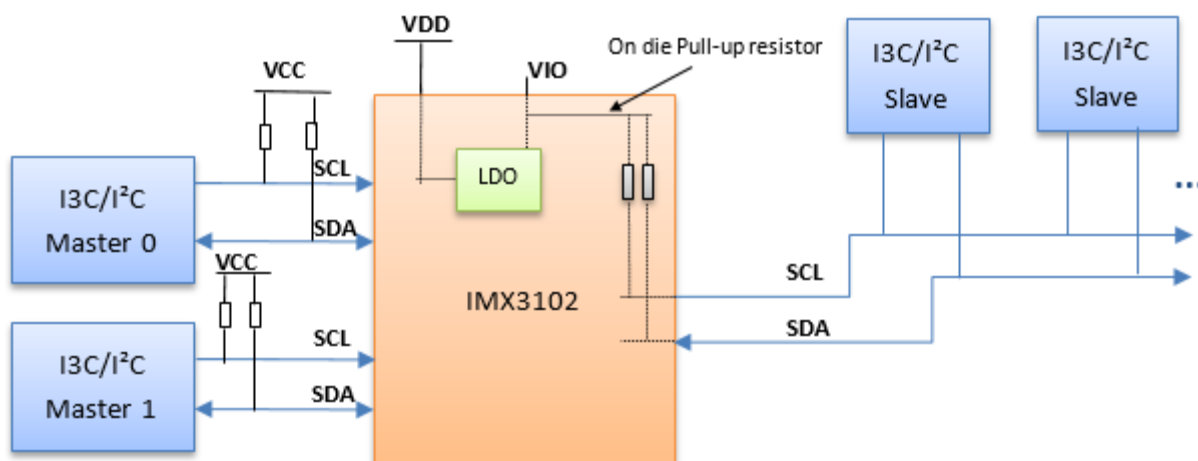 VDD
VCC
VIO
On die Pull-up resistor
I3C/I²C
Slave
I3C/I²C
Slave
I3C/I²C
Master 0
SCL
SDA
LDO
...
VCC
I3C/I²C
Master 1
SCL
SDA
IMX3102
SCL
SDA